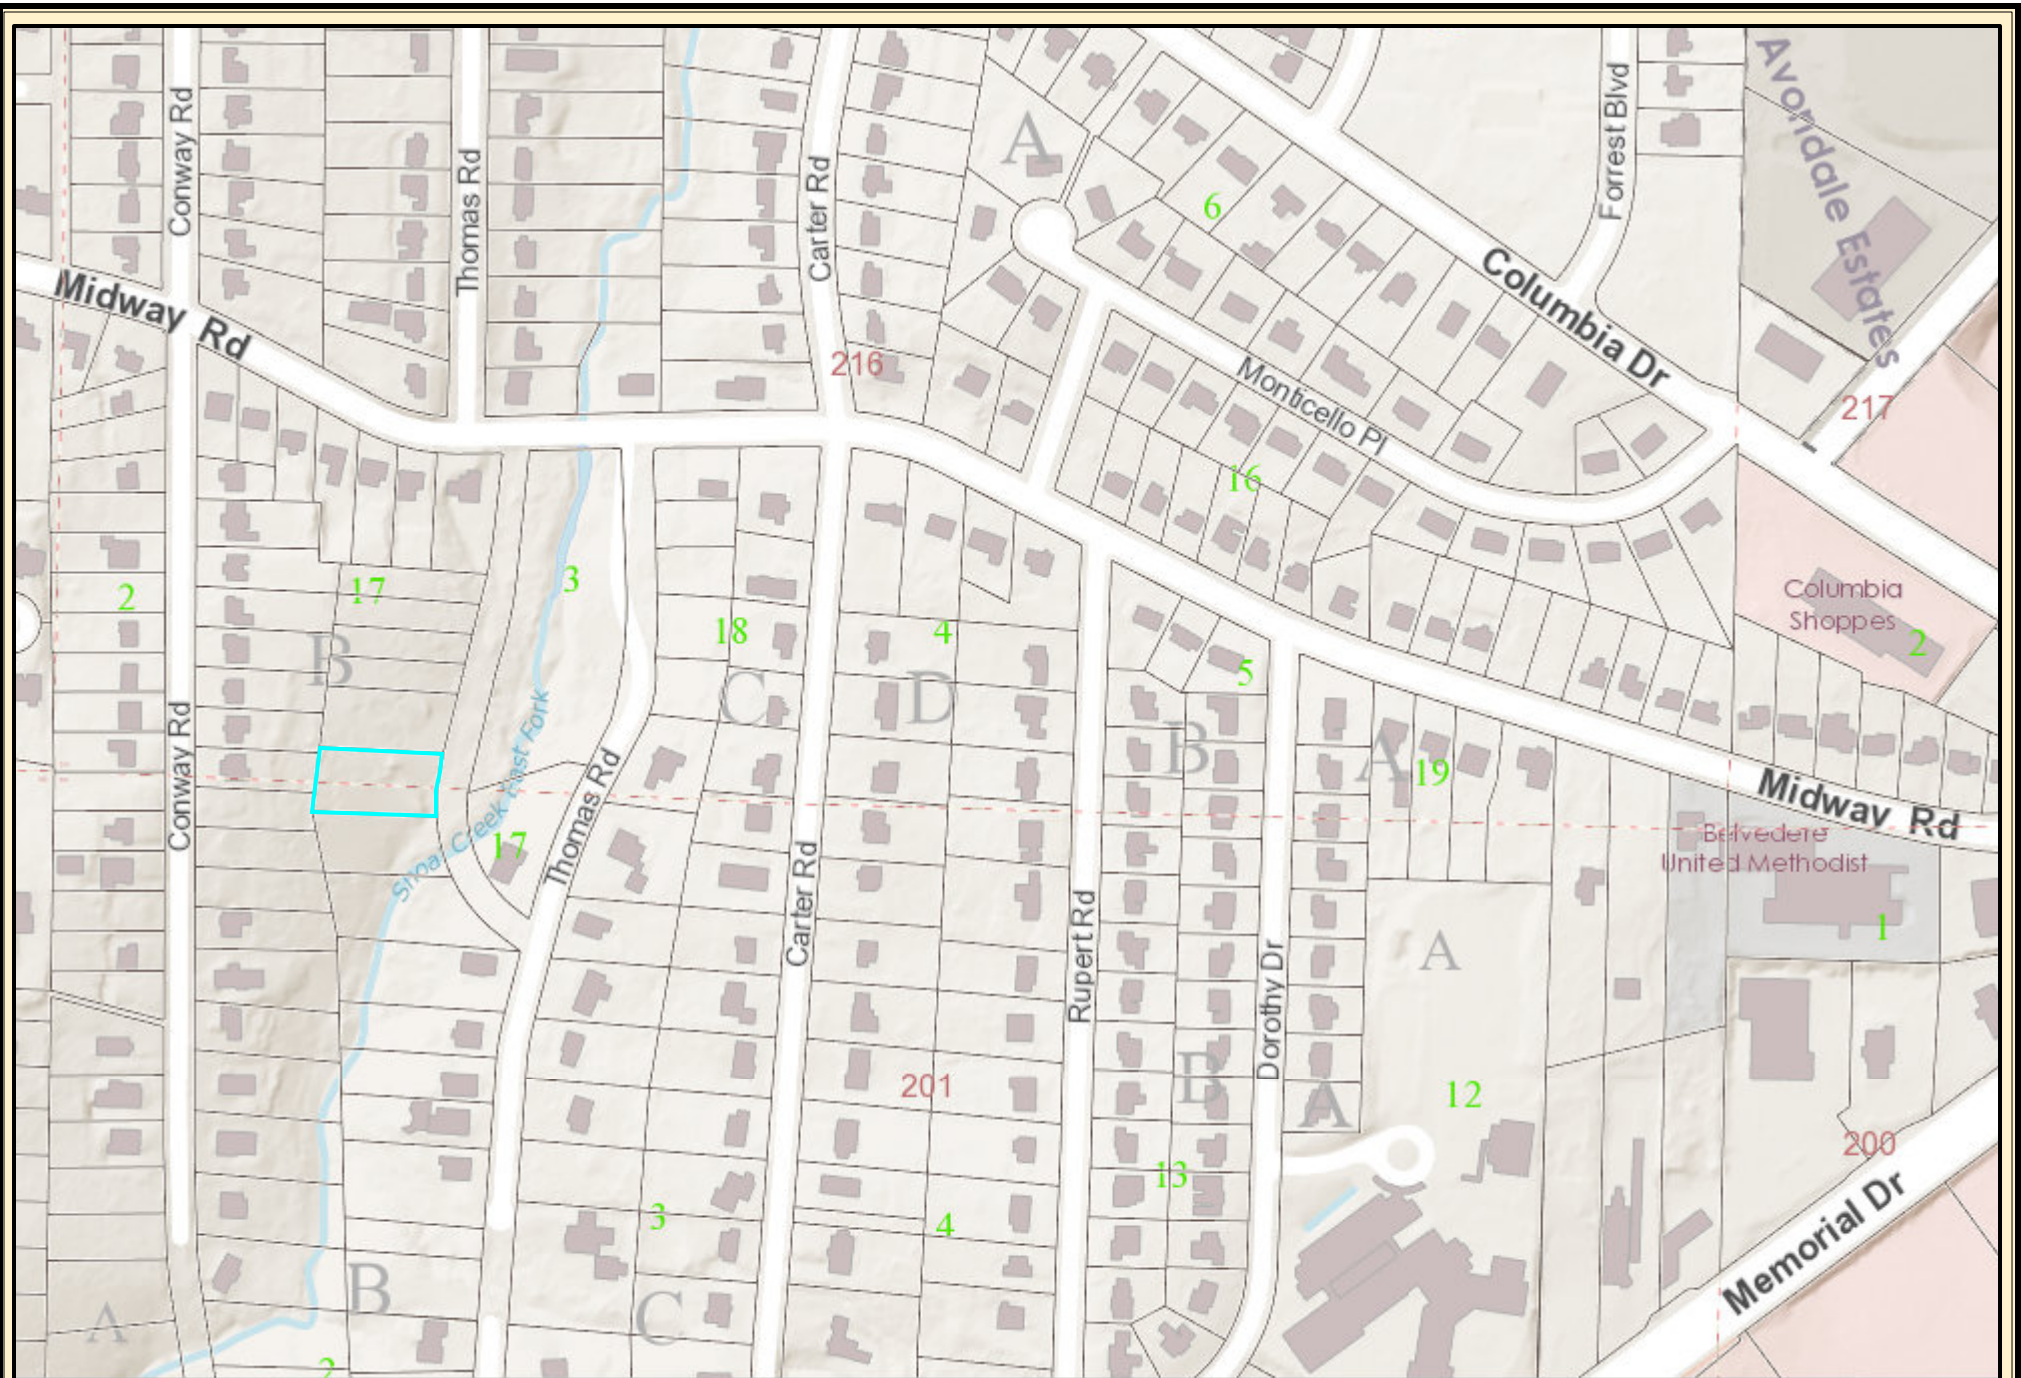 Conway Rd
Thomas Rd
Carter Rd
A
6
Forrest Blvd
Avondale Estates
Midway Rd
216
Columbia Dr
Monticello Pl
217
16
2
17
3
18
4
Columbia
Shoppes
2
B
C
D
5
B
A
19
Conway Rd
Shoal Creek East Fork
Thomas Rd
Midway Rd
17
Belvedere
United Methodist
Carter Rd
Rupert Rd
Dorothy Dr
A
1
201
B
A
12
200
13
3
4
Memorial Dr
A
B
C
2